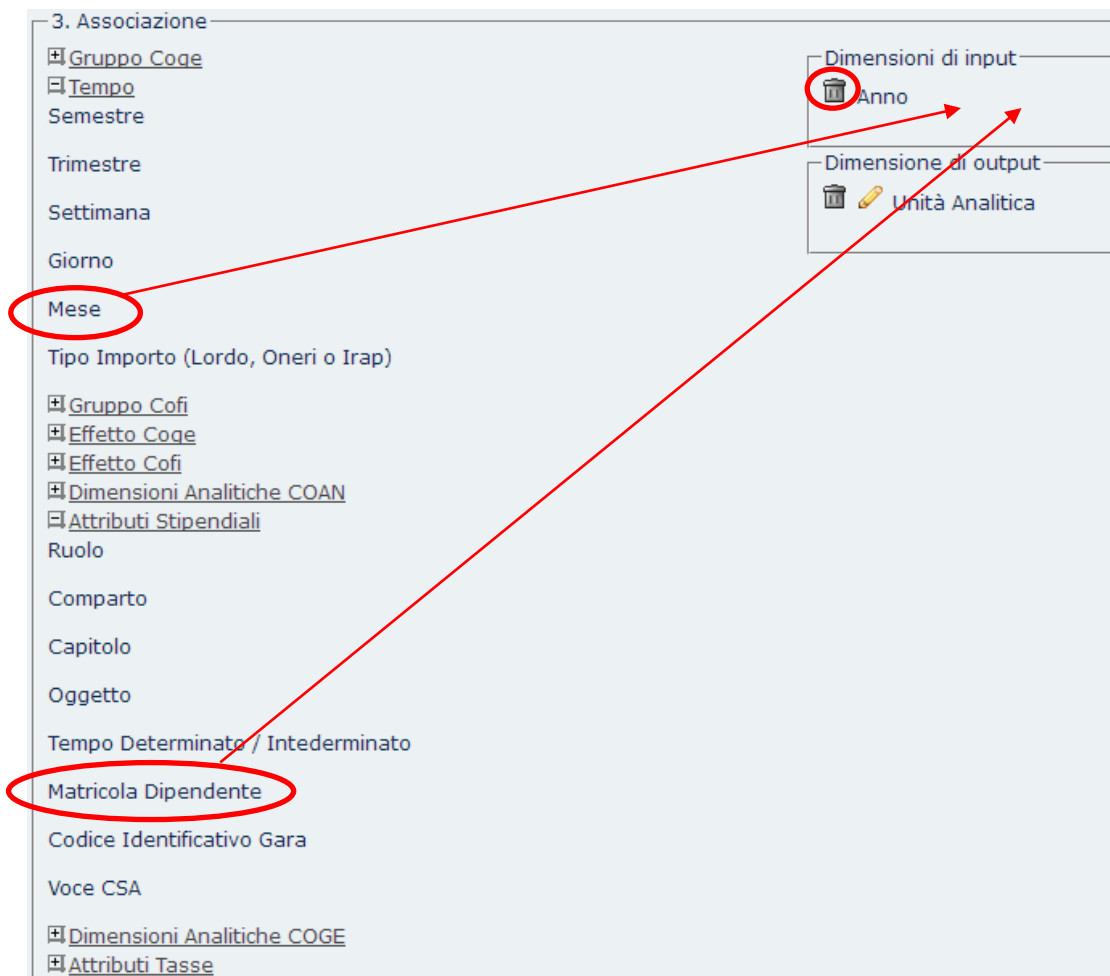 3. Associazione
Gruppo Coge
Tempo
Semestre
Trimestre
Settimana
Giorno
Mese
Tipo Importo (Lordo, Oneri o Irap)
Gruppo Cofi
Effetto Coge
Effetto Cofi
Dimensioni Analitiche COAN
Attributi Stipendiali
Ruolo
Comparto
Capitolo
Oggetto
Tempo Determinato / Intederminato
Matricola Dipendente
Codice Identificativo Gara
Voce CSA
Dimensioni Analitiche COGE
Attributi Tasse
Dimensioni di input
Anno
Dimensione di output
Unità Analitica